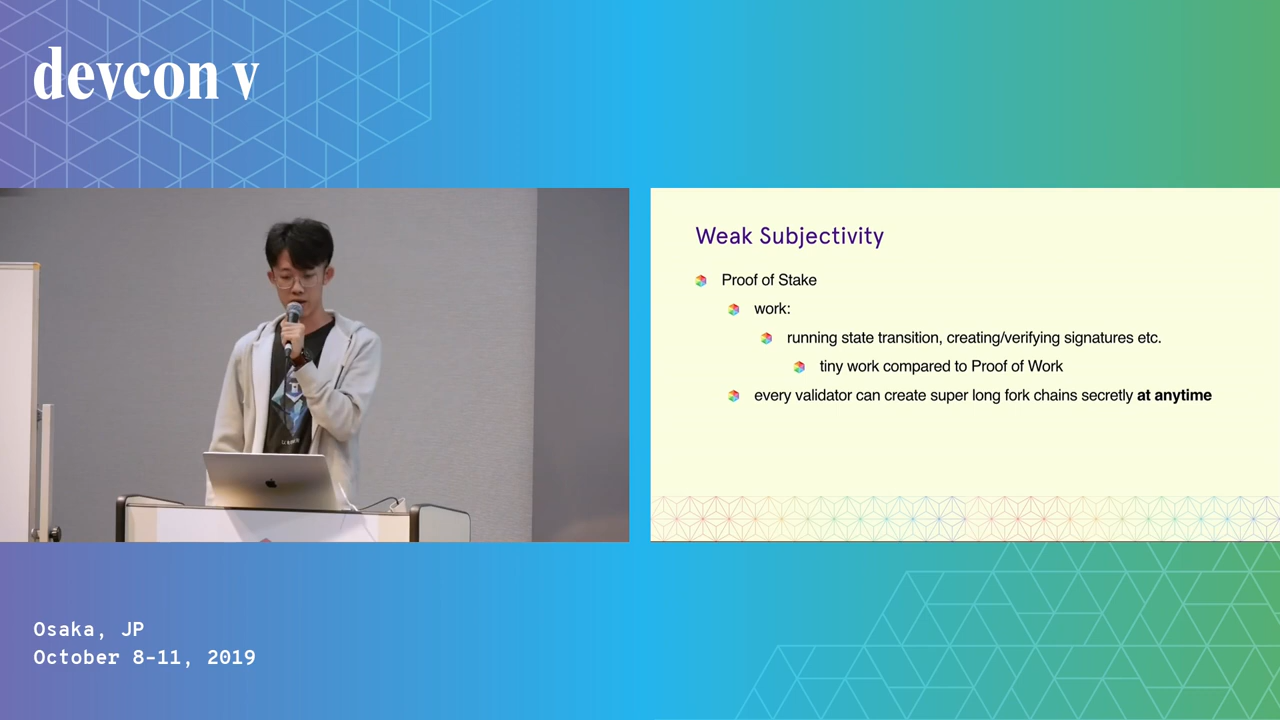 devcon v
Weak Subjectivity
Proof of Stake
work:
running state transition, creating/verifying signatures etc.
tiny work compared to Proof of Work
every validator can create super long fork chains secretly at anytime
Osaka, JP
October 8-11, 2019